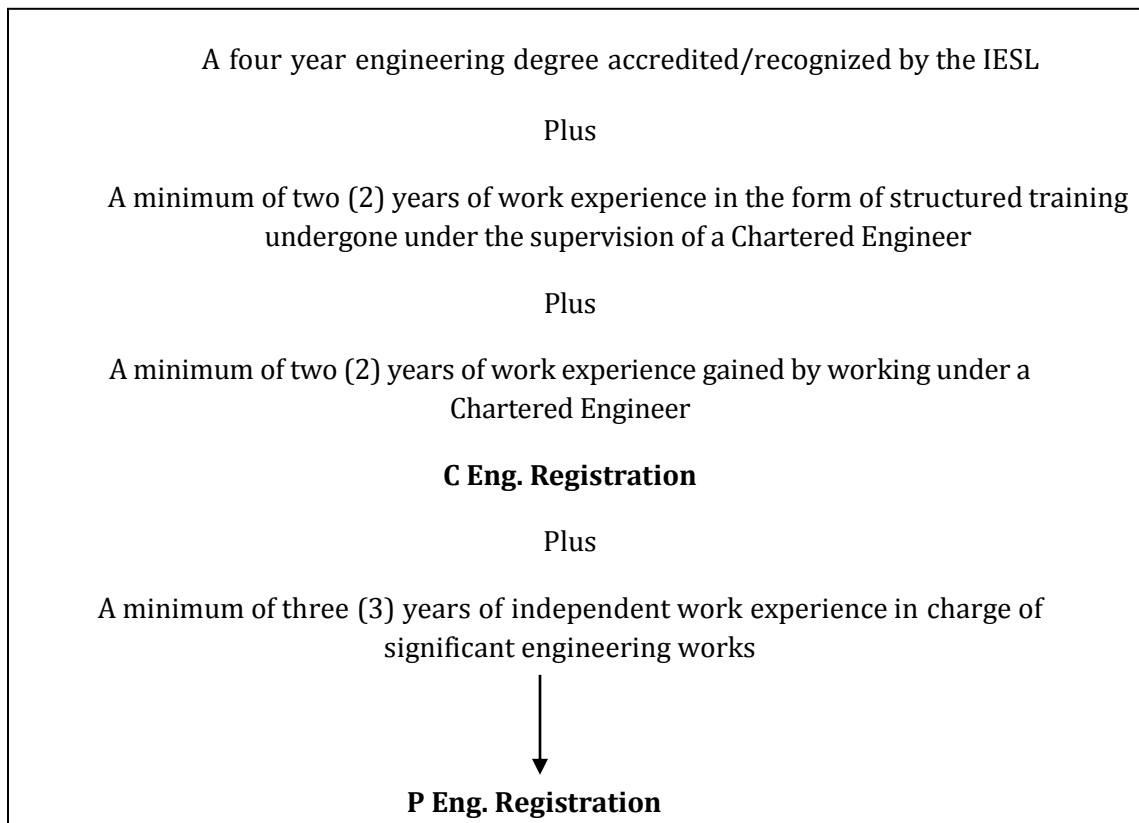 A four year engineering degree accredited/recognized by the IESL
Plus
A minimum of two (2) years of work experience in the form of structured training
undergone under the supervision of a Chartered Engineer
Plus
A minimum of two (2) years of work experience gained by working under a
Chartered Engineer
C Eng. Registration
Plus
A minimum of three (3) years of independent work experience in charge of
significant engineering works
P Eng. Registration